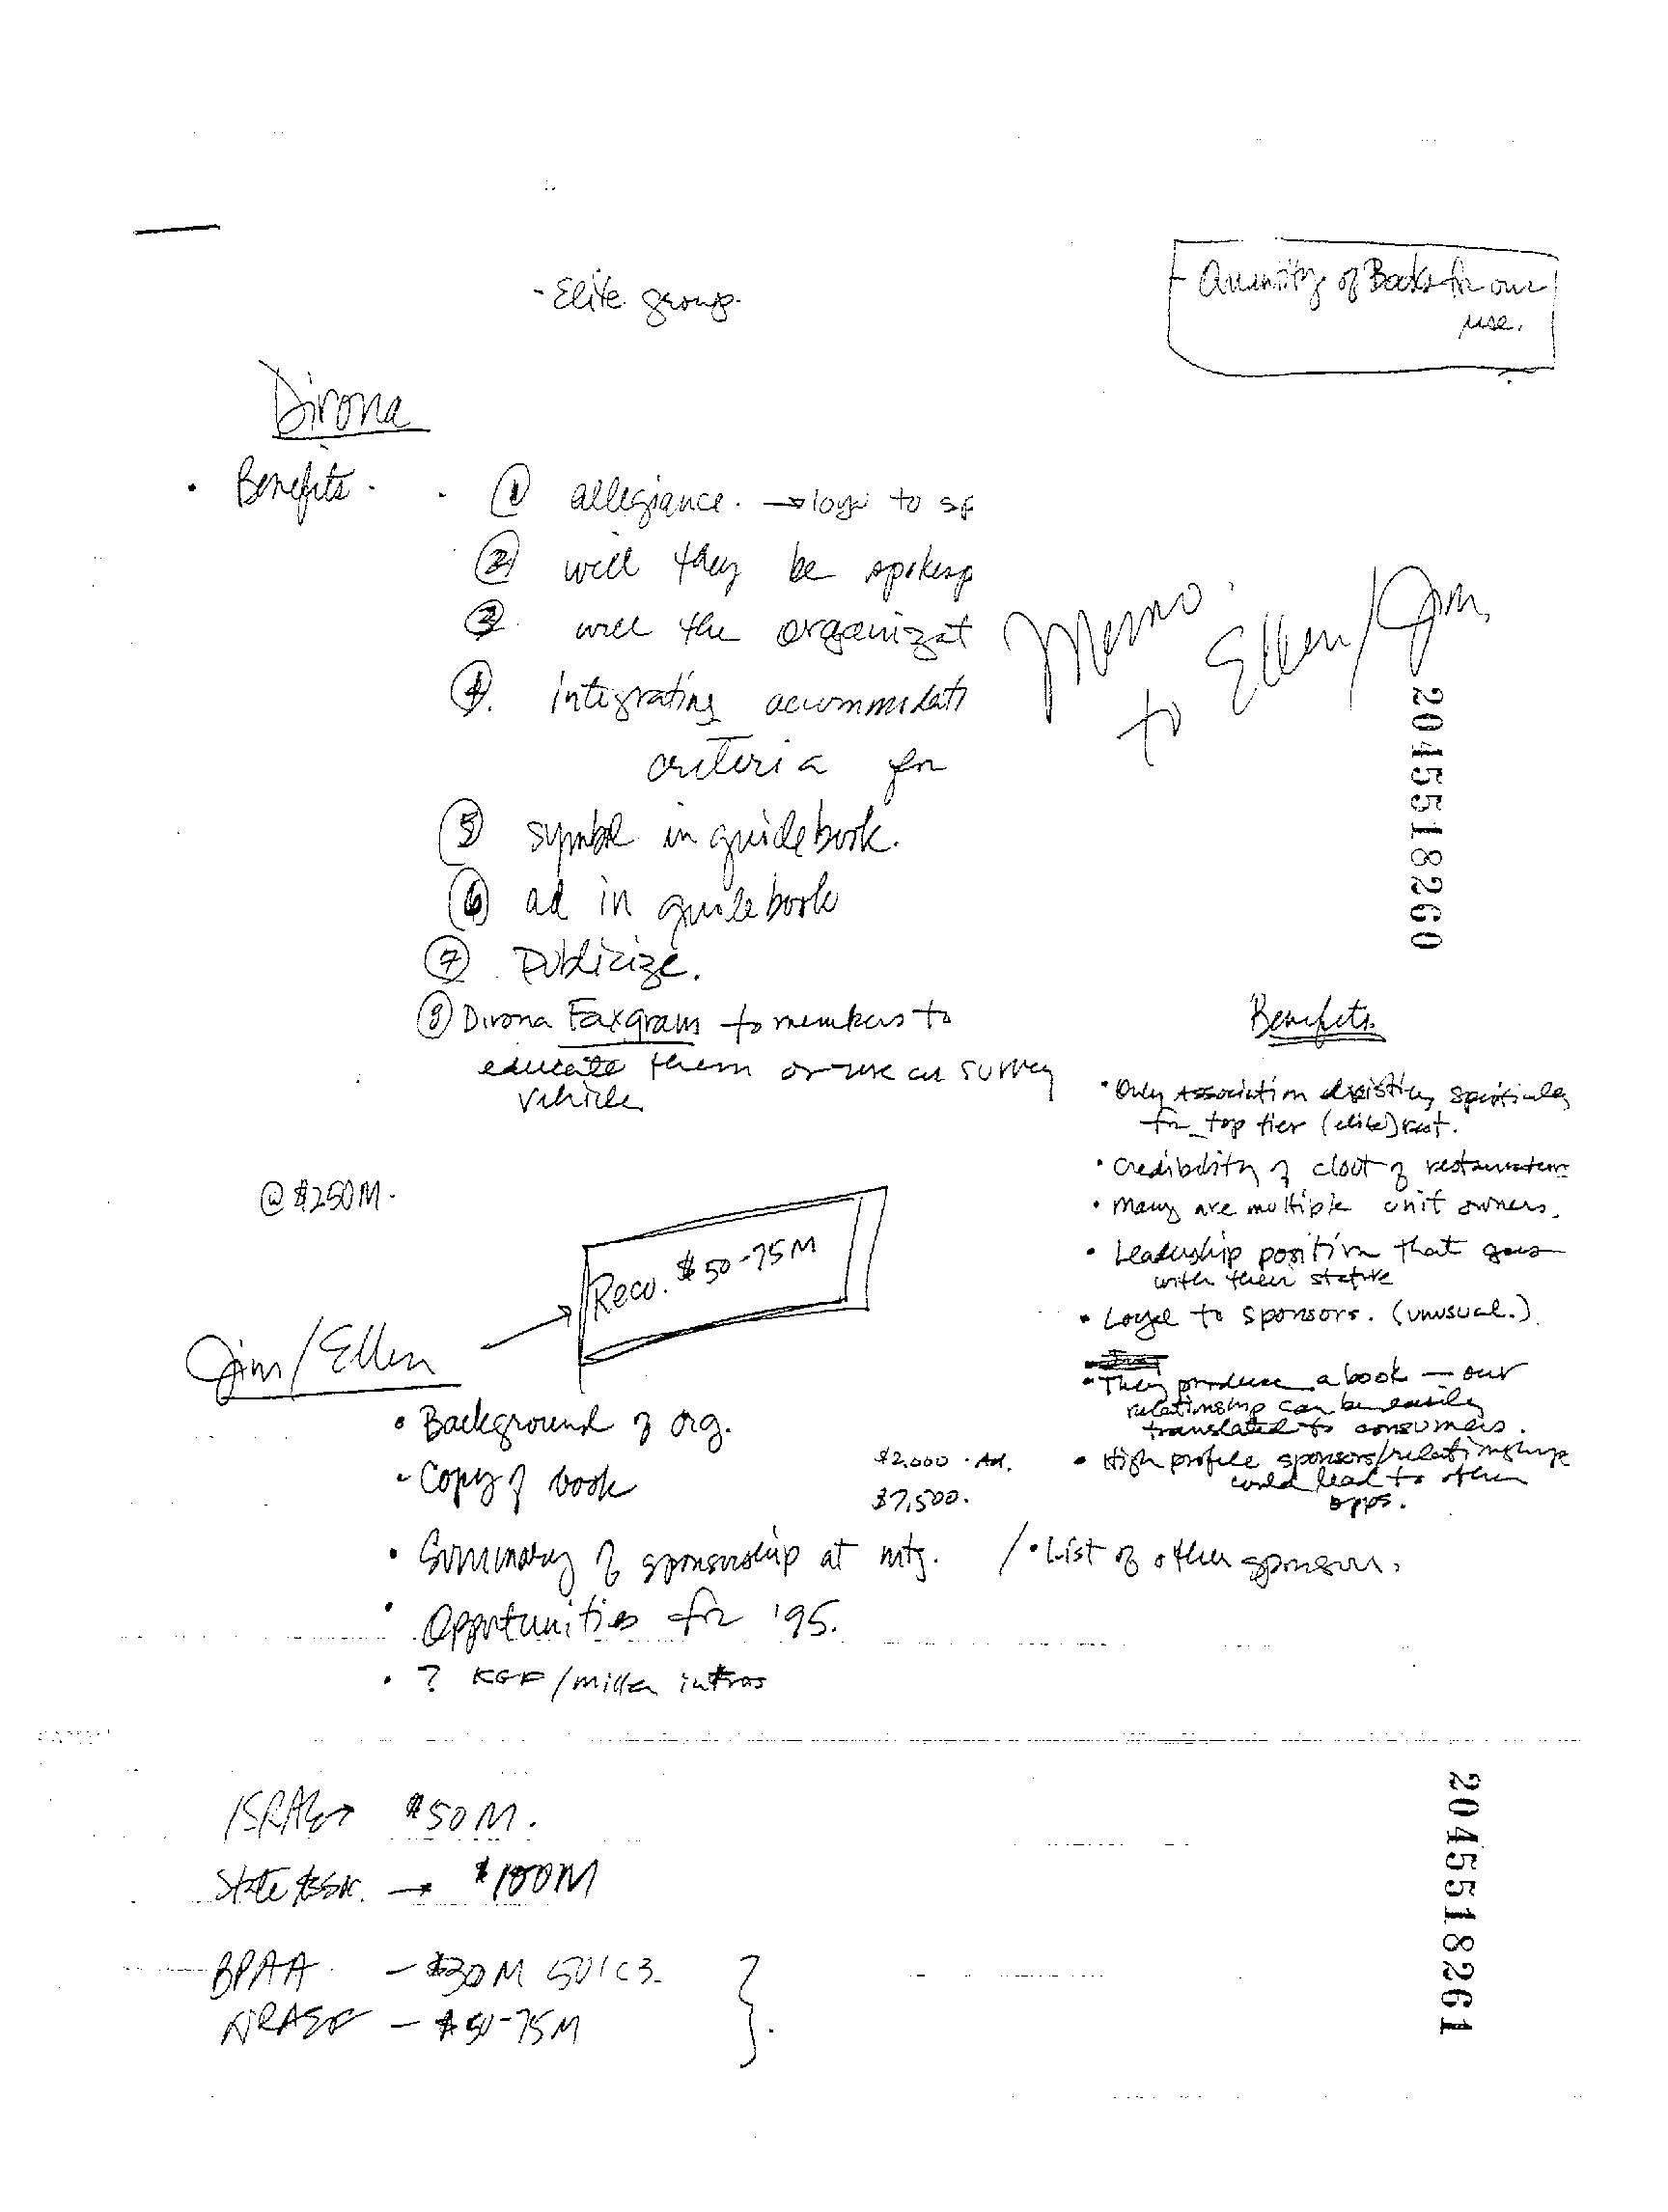 - Elite group.
- Quantity of Books for our
use.
Dirona
• Benefits - • ① allegiance. → loyal to sp
② will they be spokesp
③ will the organizat
④ integrating accommodati
criteria for
⑤ symbol in guidebook.
⑥ ad in guidebook
⑦ Publicize.
⑧ Dirona Faxgram to members to
educate them or use as survey
vehicle
Memo
to Ellen/Jim
2045518260
Benefits
• Only association existing specifically
for top tier (elite) rest.
• Credibility & clout of restaurateurs
• Many are multiple unit owners.
• Leadership position that goes
with their stature
• Loyal to sponsors. (unusual.)
• They produce a book — our
relationship can be easily
translated to consumers.
• High profile sponsors/relationships
could lead to other
opps.
@ $250M.
Reco. $50-75M
Jim/Ellen
• Background of org.
- Copy of book
$2,000 - Ad.
$7,500.
• Summary of sponsorship at mtg. / • List of other sponsors.
• Opportunities for '95.
• ? KGF/Miller intros
→ $50M.
State Assoc. → $100M
BPAA - $30M 501C3
- $50-75M
2045518261